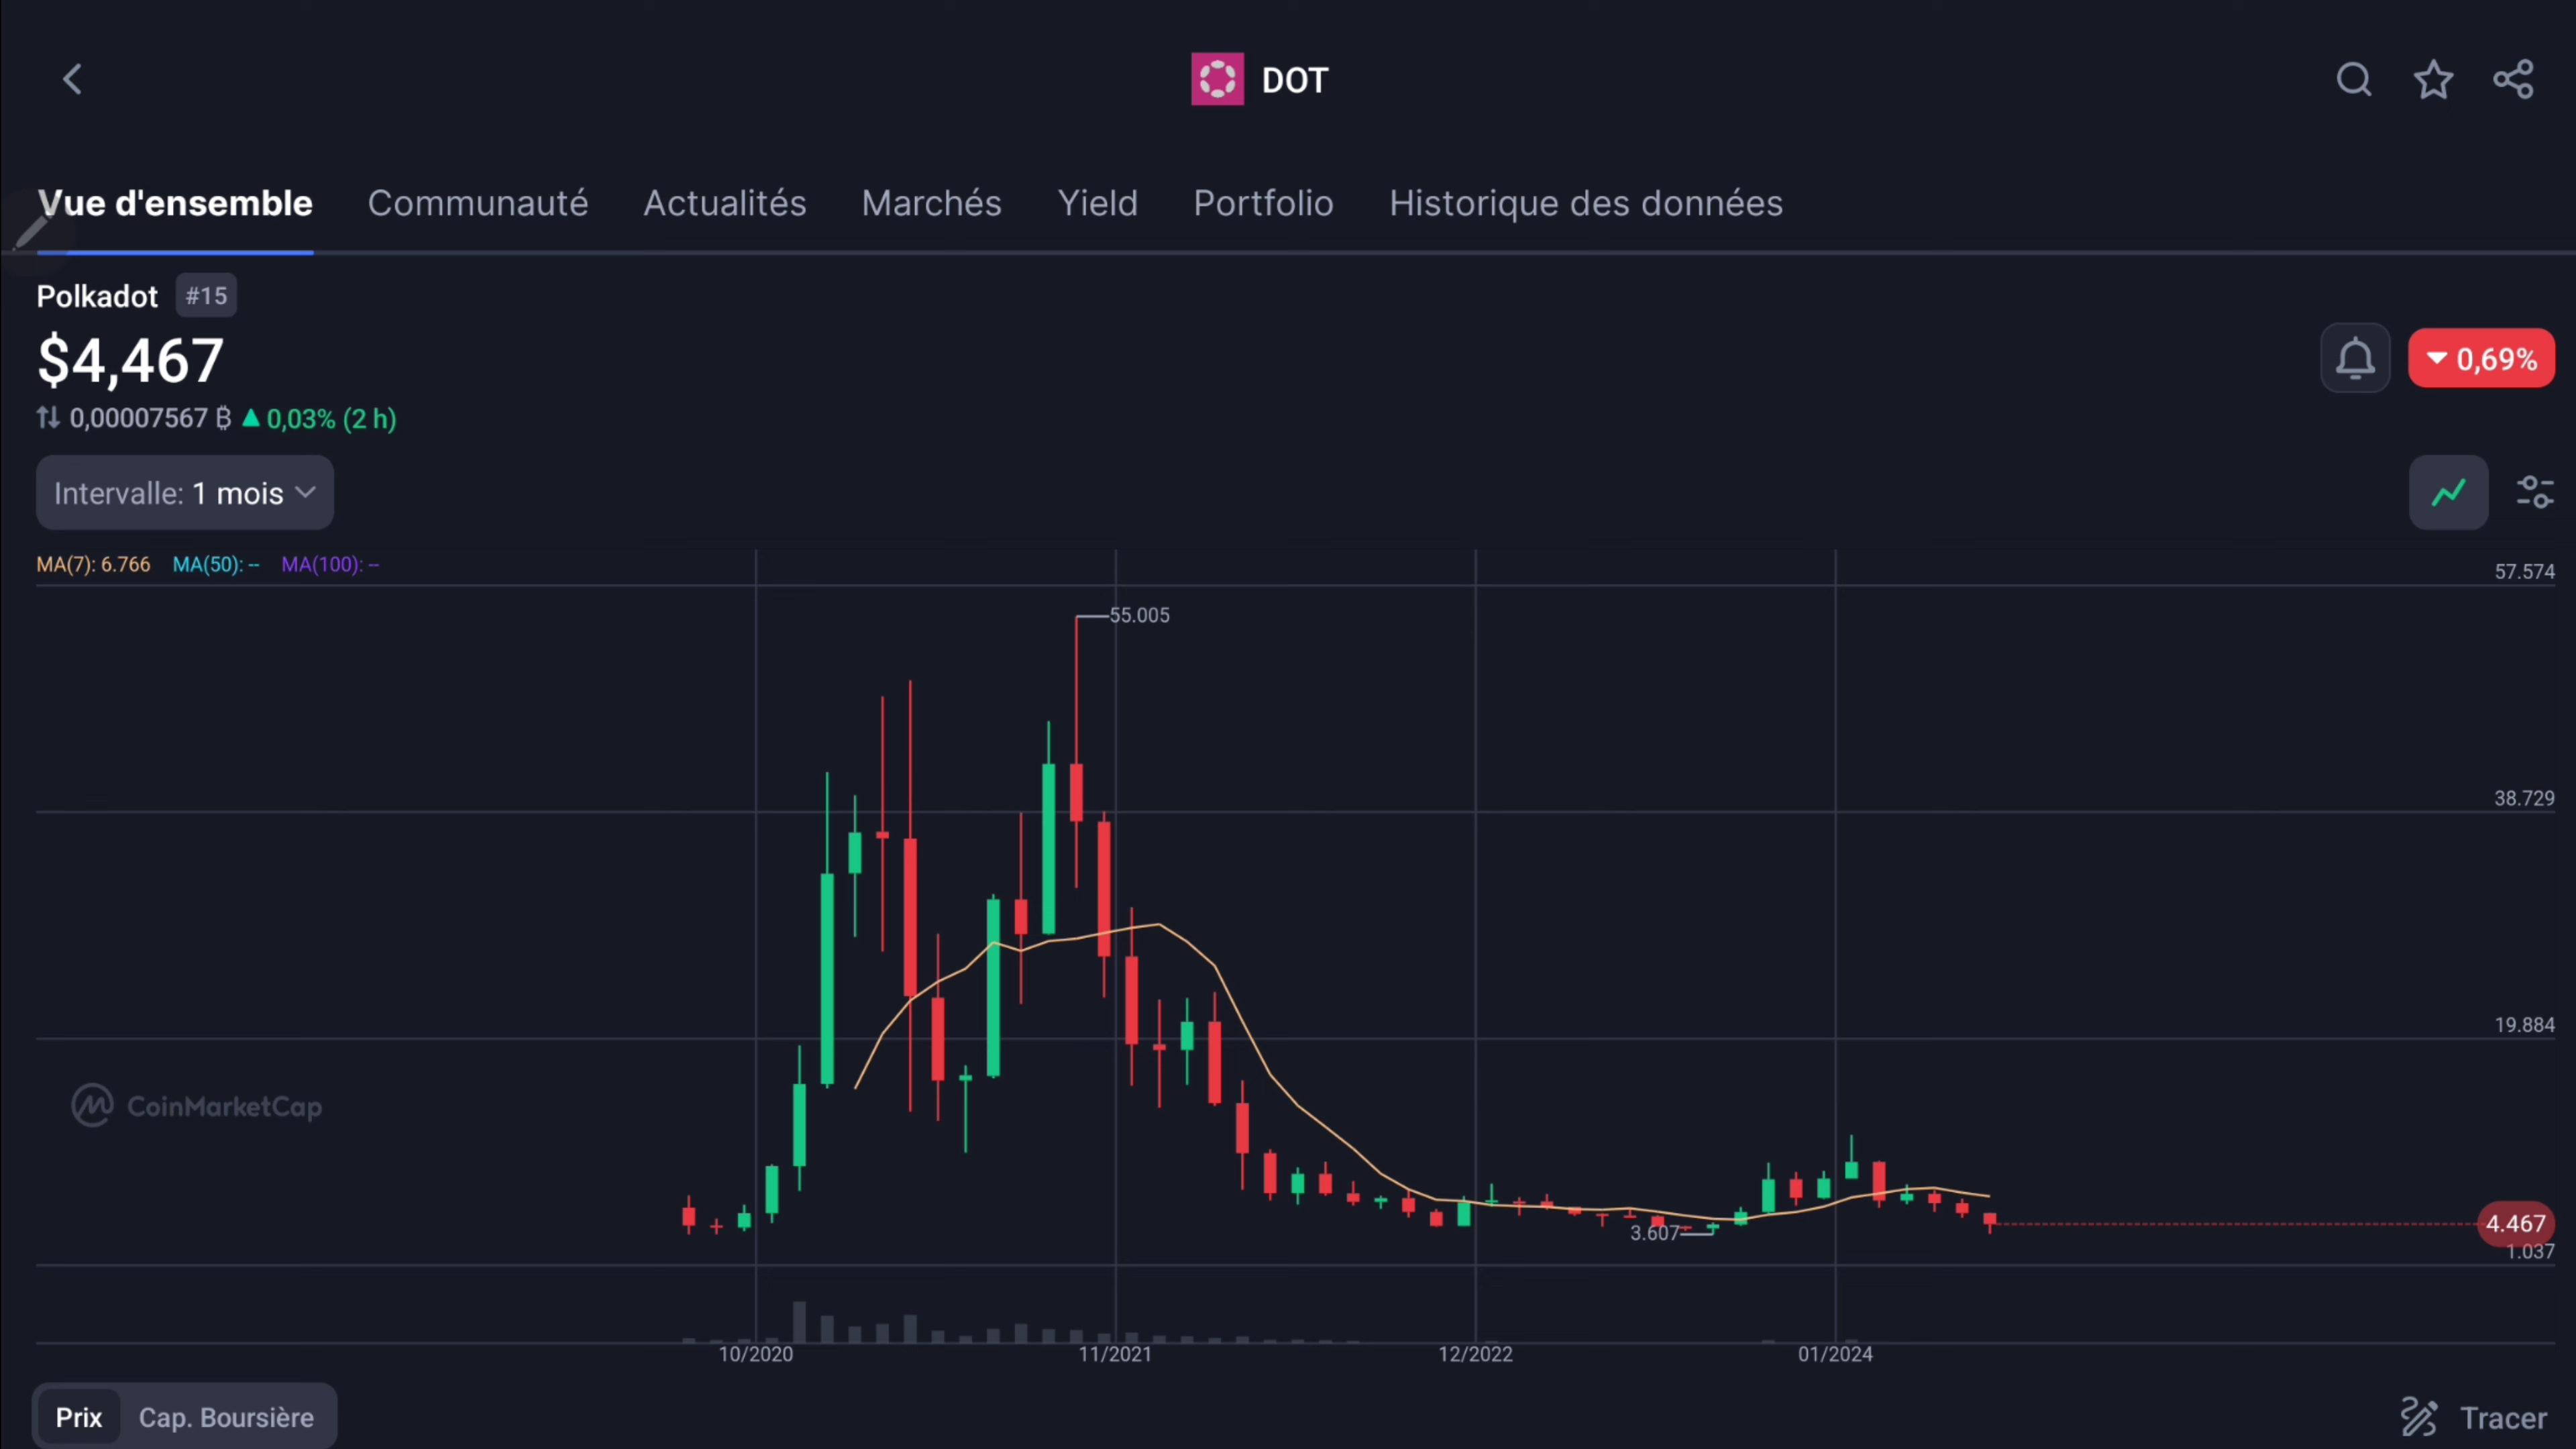 DOT
Vue d'ensemble Communauté Actualités Marchés Yield Portfolio Historique des données
Polkadot #15
$4,467
0,69%
0,00007567 ₿ 0,03% (2 h)
Intervalle: 1 mois
MA(7): 6.766 MA(50): -- MA(100): --
57.574
55.005
38.729
19.884
CoinMarketCap
4.467
3.607
1.037
10/2020 11/2021 12/2022 01/2024
Prix Cap. Boursière Tracer